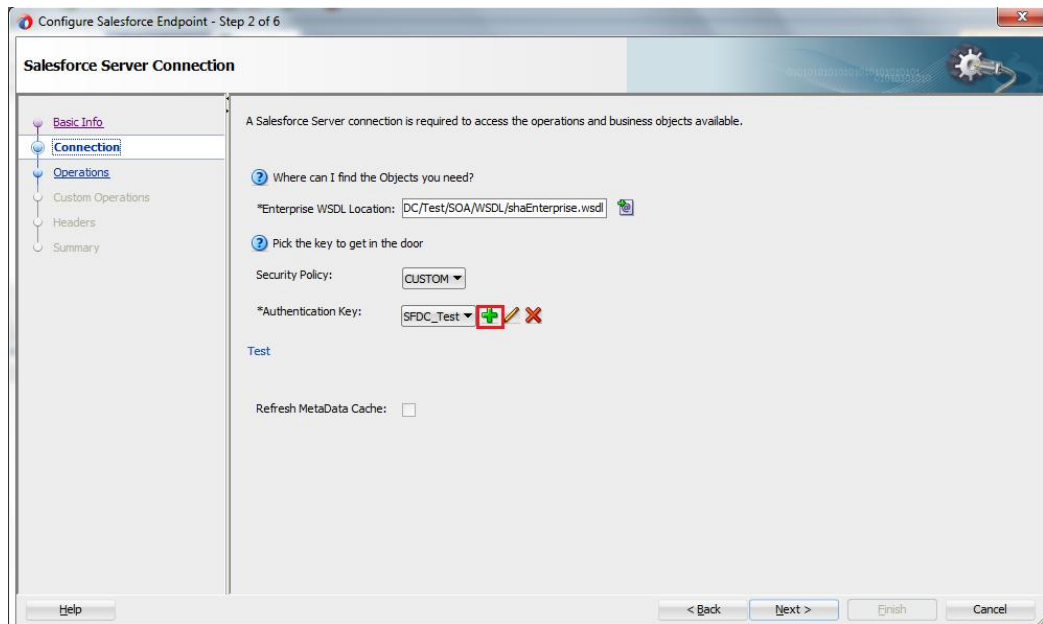 Configure Salesforce Endpoint - Step 2 of 6
Salesforce Server Connection
Basic Info
Connection
Operations
Custom Operations
Headers
Summary
A Salesforce Server connection is required to access the operations and business objects available.
Where can I find the Objects you need?
*Enterprise WSDL Location: DC/Test/SOA/WSDL/shaEnterprise.wsdl
Pick the key to get in the door
Security Policy: CUSTOM
*Authentication Key: SFDC_Test
Test
Refresh MetaData Cache:
Help < Back Next > Finish Cancel